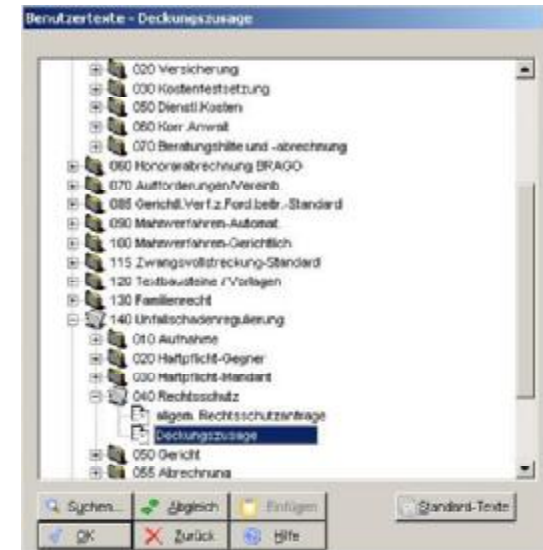 Benutzertexte - Deckungszusage
020 Versicherung
030 Kostenfestsetzung
050 Dienstl.Kosten
060 Korr.Anwalt
070 Beratungshilfe und -abrechnung
060 Honorarabrechnung BRAGO
070 Aufforderungen/Vereinb.
085 Gerichtl.Verf.z.Ford.beitr.-Standard
090 Mahnverfahren-Automat.
100 Mahnverfahren-Gerichtlich
115 Zwangsvollstreckung-Standard
120 Textbausteine / Vorlagen
130 Familienrecht
140 Unfallschadenregulierung
010 Aufnahme
020 Haftpflicht-Gegner
030 Haftpflicht-Mandant
040 Rechtsschutz
allgem. Rechtsschutzanfrage
Deckungszusage
050 Gericht
055 Abrechnung
Suchen... Abgleich Einfügen Standard-Texte
OK Zurück Hilfe